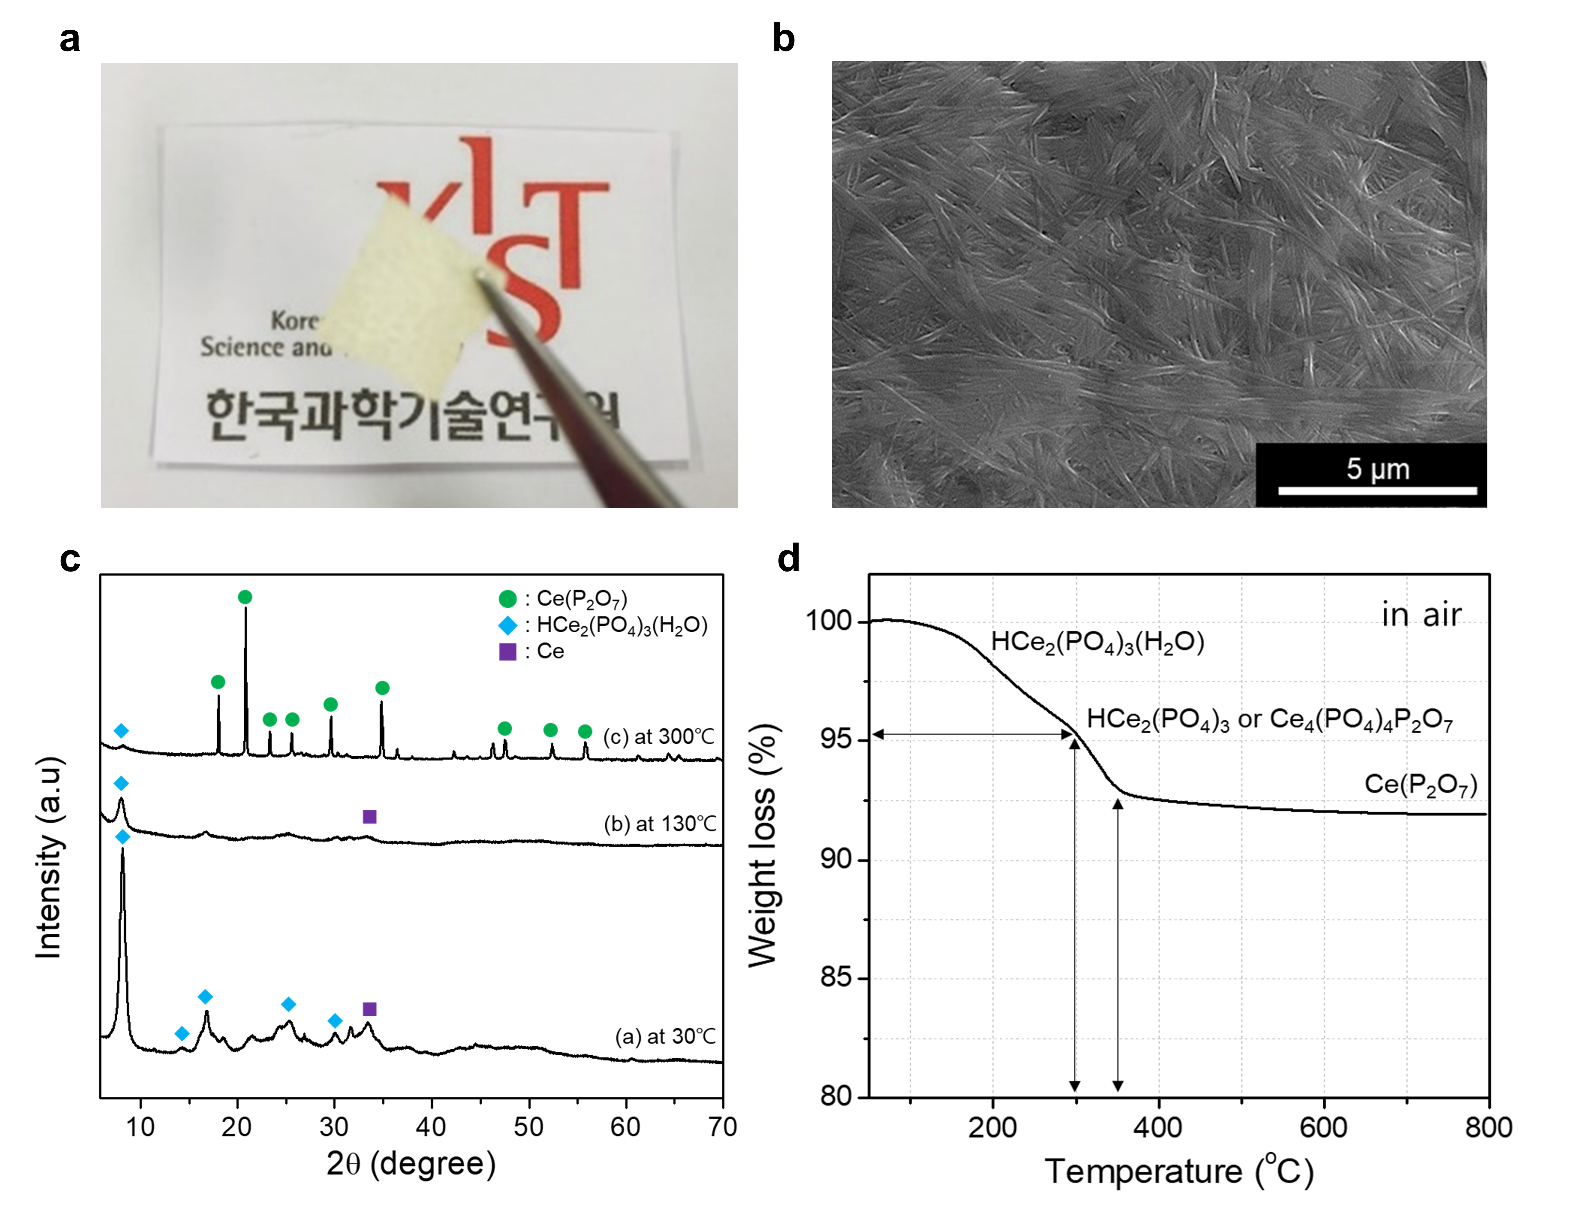 a
b
KIST
Kore
Science and
한국과학기술연구원
5 μm
c
d
Intensity (a.u)
: Ce(P₂O₇)
: HCe₂(PO₄)₃(H₂O)
: Ce
(c) at 300℃
(b) at 130℃
(a) at 30℃
10 20 30 40 50 60 70
2θ (degree)
Weight loss (%)
100
95
90
85
80
in air
HCe₂(PO₄)₃(H₂O)
HCe₂(PO₄)₃ or Ce₄(PO₄)₄P₂O₇
Ce(P₂O₇)
200 400 600 800
Temperature (°C)